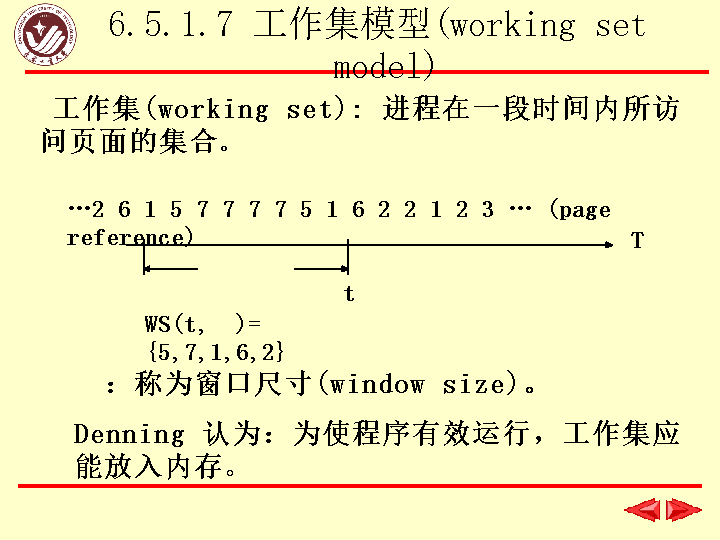 6.5.1.7 工作集模型(working set
model)
工作集(working set): 进程在一段时间内所访
问页面的集合。
…2 6 1 5 7 7 7 7 5 1 6 2 2 1 2 3 … (page
reference)
T
t
WS(t, )=
{5,7,1,6,2}
：称为窗口尺寸(window size)。
Denning 认为：为使程序有效运行，工作集应
能放入内存。